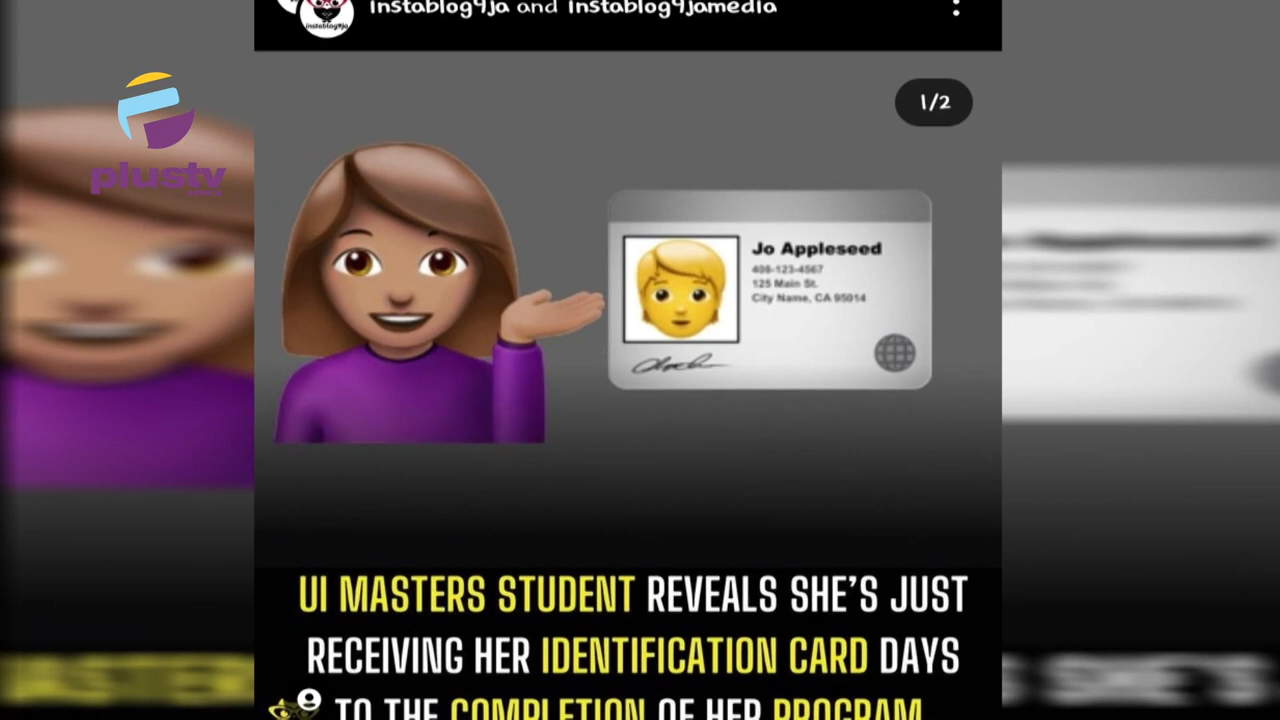 instablog9ja and instablog9jamedia
instablog9ja
1/2
plustv
Jo Appleseed
408-123-4567
125 Main St.
City Name, CA 95014
UI MASTERS STUDENT REVEALS SHE'S JUST
RECEIVING HER IDENTIFICATION CARD DAYS
TO THE COMPLETION OF HER PROGRAM